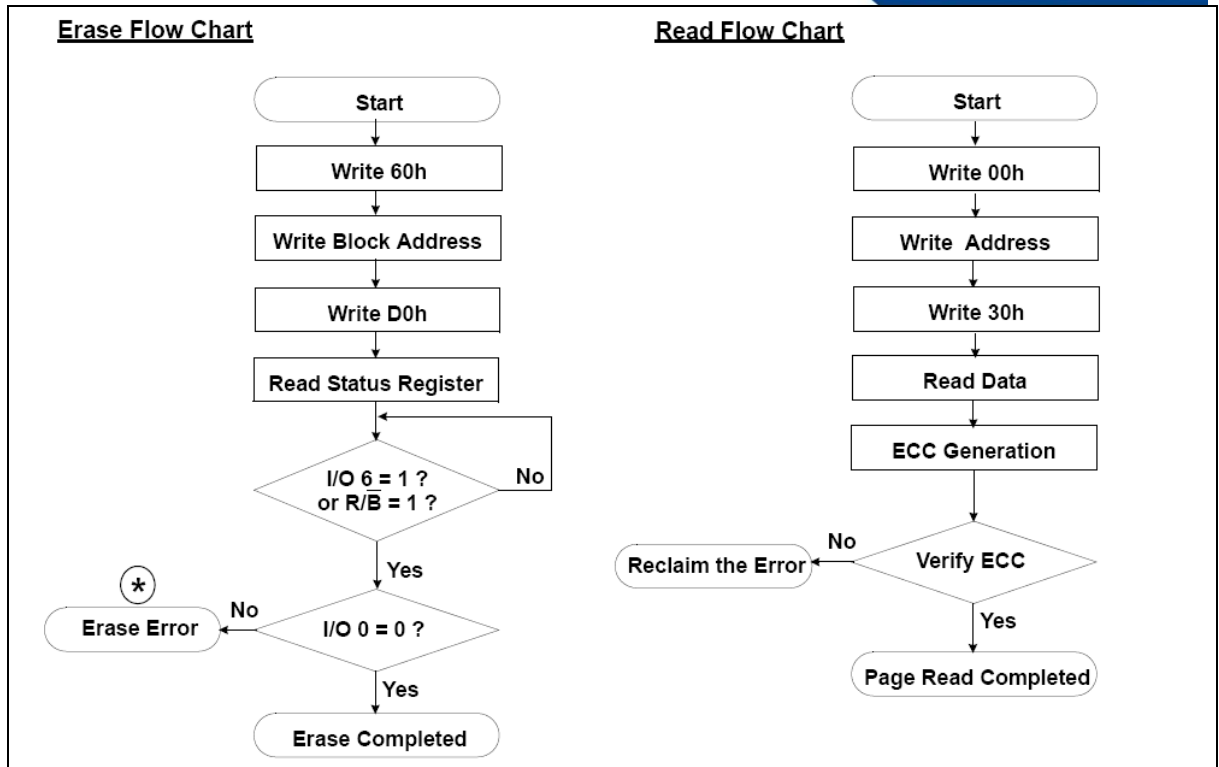 Erase Flow Chart
Start
Write 60h
Write Block Address
Write D0h
Read Status Register
I/O 6 = 1 ?
or R/B̅ = 1 ?
No
Yes
*
No
Erase Error
I/O 0 = 0 ?
Yes
Erase Completed
Read Flow Chart
Start
Write 00h
Write Address
Write 30h
Read Data
ECC Generation
No
Reclaim the Error
Verify ECC
Yes
Page Read Completed